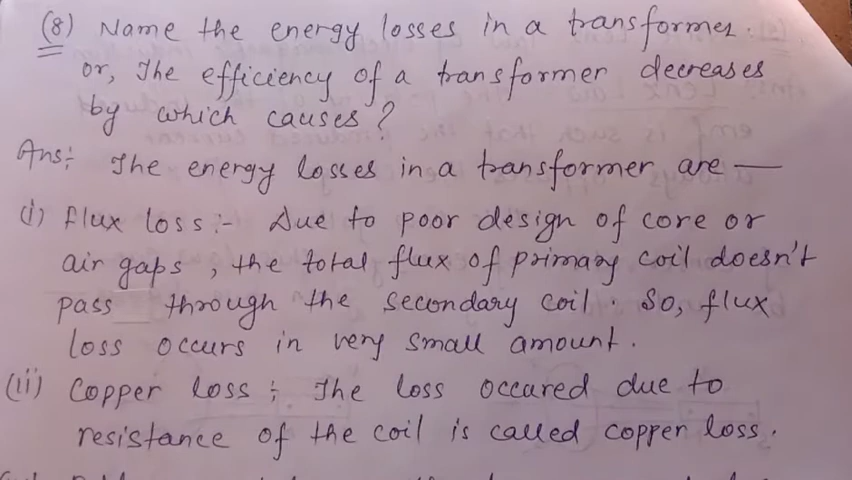 (8) Name the energy losses in a transformer.
or, The efficiency of a transformer decreases
by which causes?
Ans:- The energy losses in a transformer are —
(i) flux loss :- Due to poor design of core or
air gaps, the total flux of primary coil doesn't
pass through the secondary coil. So, flux
loss occurs in very small amount.
(ii) Copper loss :- The loss occured due to
resistance of the coil is called copper loss.